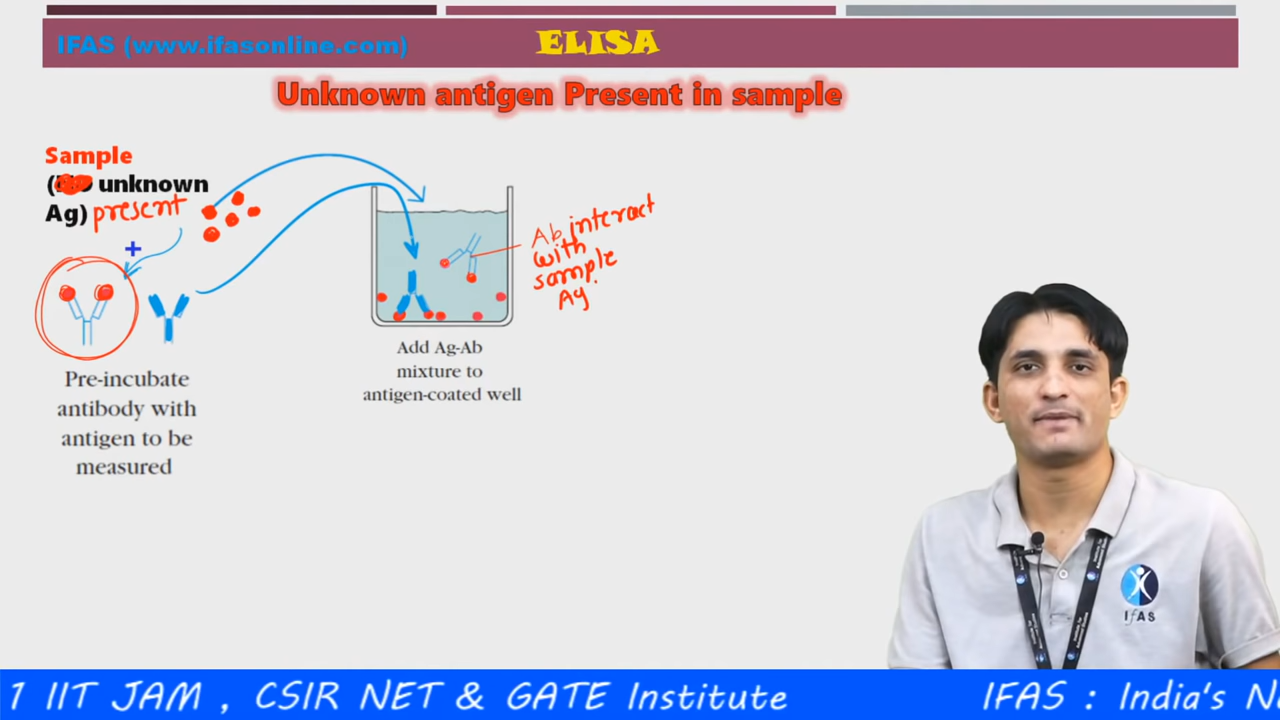 IFAS (www.ifasonline.com)
ELISA
Unknown antigen Present in sample
Sample
( unknown
Ag) present
+
Pre-incubate
antibody with
antigen to be
measured
Add Ag-Ab
mixture to
antigen-coated well
Ab interact
with
sample
Ag.
IFAS
1 IIT JAM , CSIR NET & GATE Institute IFAS : India's N